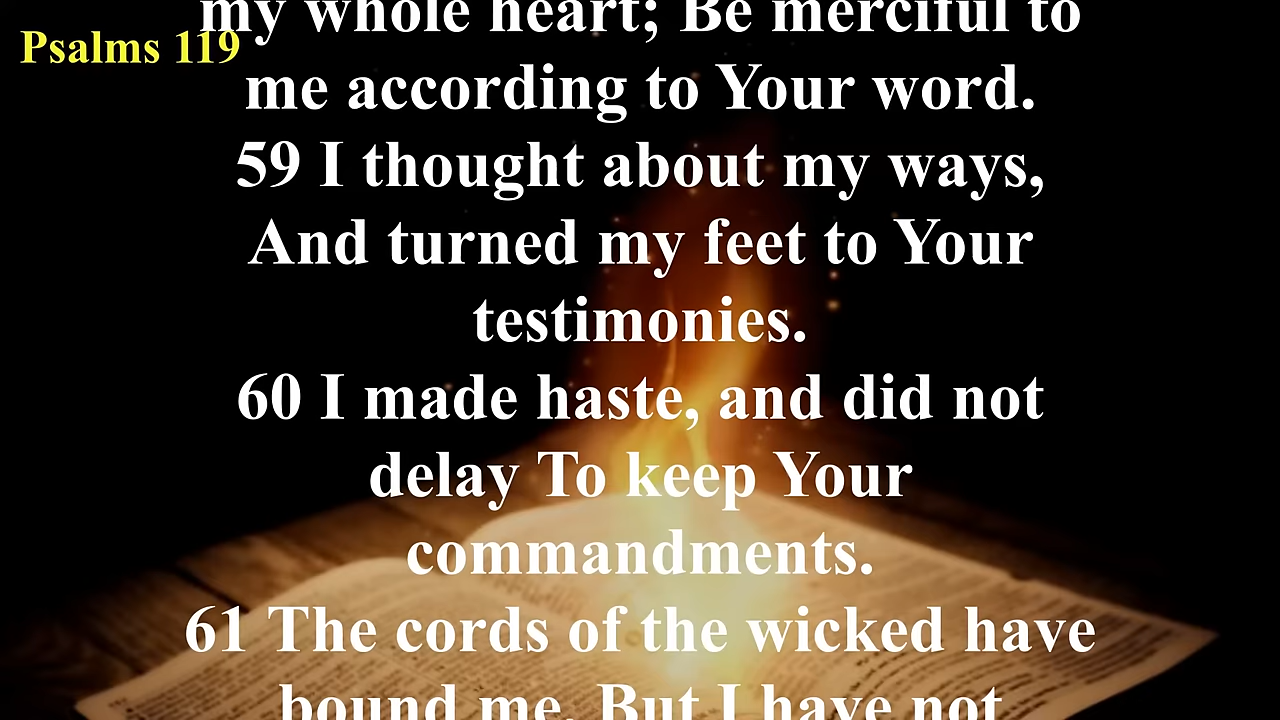 Psalms 119
my whole heart; Be merciful to
me according to Your word.
59 I thought about my ways,
And turned my feet to Your
testimonies.
60 I made haste, and did not
delay To keep Your
commandments.
61 The cords of the wicked have
bound me, But I have not